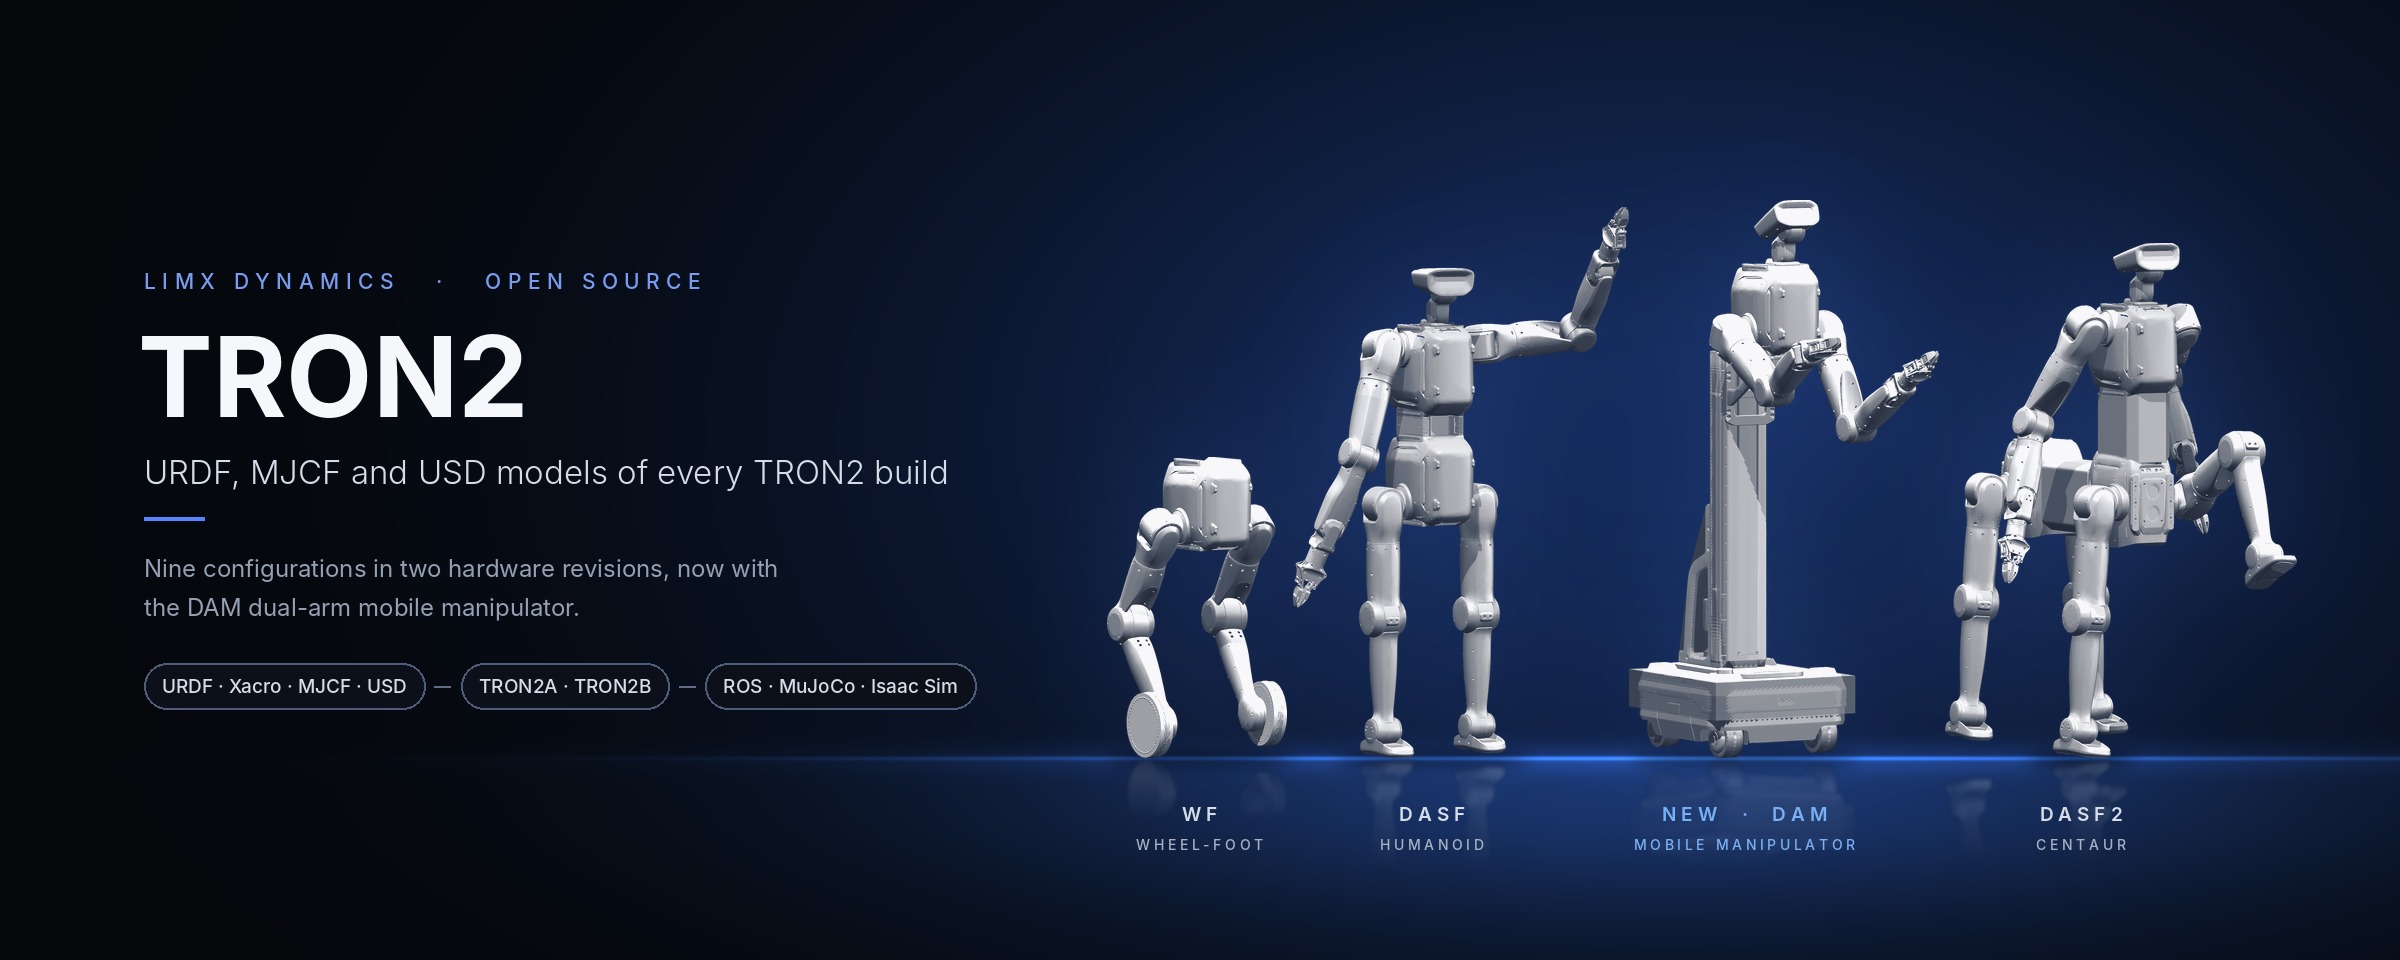 LIMX DYNAMICS · OPEN SOURCE
TRON2
URDF, MJCF and USD models of every TRON2 build
Nine configurations in two hardware revisions, now with
the DAM dual-arm mobile manipulator.
URDF · Xacro · MJCF · USD — TRON2A · TRON2B — ROS · MuJoCo · Isaac Sim
WF
WHEEL-FOOT
DASF
HUMANOID
NEW · DAM
MOBILE MANIPULATOR
DASF2
CENTAUR